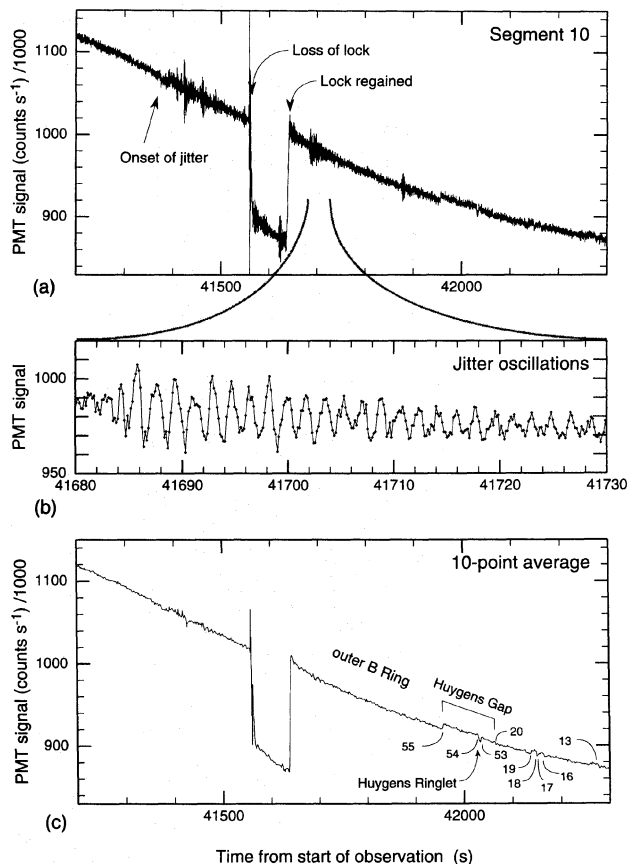 Segment 10
PMT signal (counts s⁻¹) /1000
1100
1000
900
Loss of lock
Lock regained
Onset of jitter
41500
42000
(a)
Jitter oscillations
PMT signal
1000
950
41680
41690
41700
41710
41720
41730
(b)
10-point average
PMT signal (counts s⁻¹) /1000
1100
1000
900
outer B Ring
Huygens Gap
20
55
54
53
13
Huygens Ringlet
19
18
17
16
41500
42000
(c)
Time from start of observation (s)